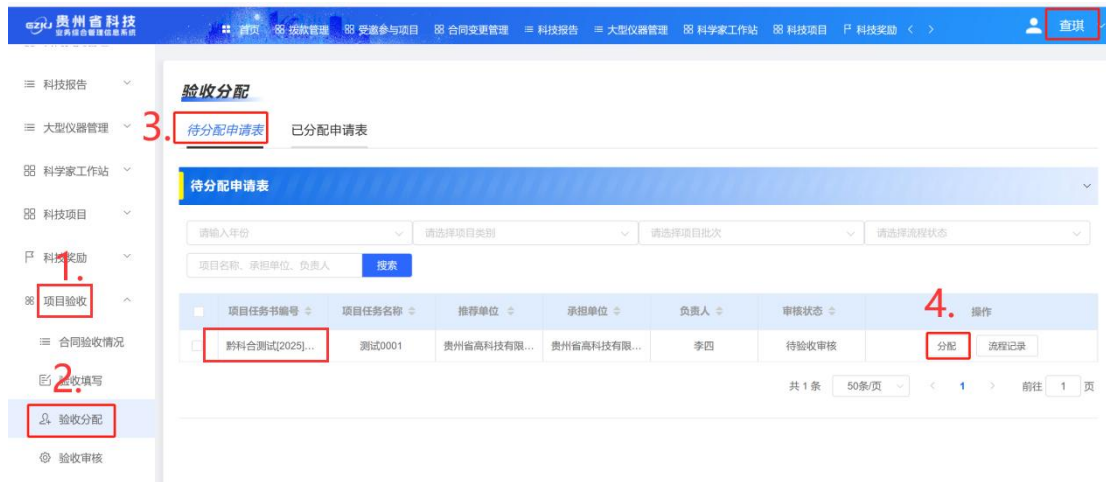 GZKJ 贵州省科技
业务综合管理信息系统
首页 拨款管理 受邀参与项目 合同变更管理 科技报告 大型仪器管理 科学家工作站 科技项目 科技奖励 < > 查琪
科技报告
大型仪器管理
科学家工作站
科技项目
科技奖励
1.
项目验收
合同验收情况
验收填写
2.
验收分配
验收审核
验收分配
3. 待分配申请表 已分配申请表
待分配申请表
请输入年份 请选择项目类别 请选择项目批次 请选择流程状态
项目名称、承担单位、负责人 搜索
项目任务书编号 项目任务名称 推荐单位 承担单位 负责人 审核状态 4. 操作
黔科合测试[2025]... 测试0001 贵州省高科技有限... 贵州省高科技有限... 李四 待验收审核 分配 流程记录
共 1 条 50条/页 < 1 > 前往 1 页